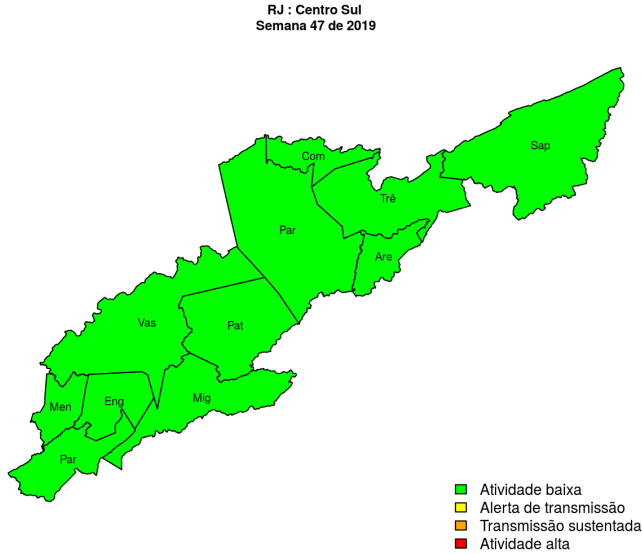 RJ : Centro Sul
Semana 47 de 2019
Sap
Com
Trê
Par
Are
Vas
Pat
Mig
Men
Eng
Par
Atividade baixa
Alerta de transmissão
Transmissão sustentada
Atividade alta